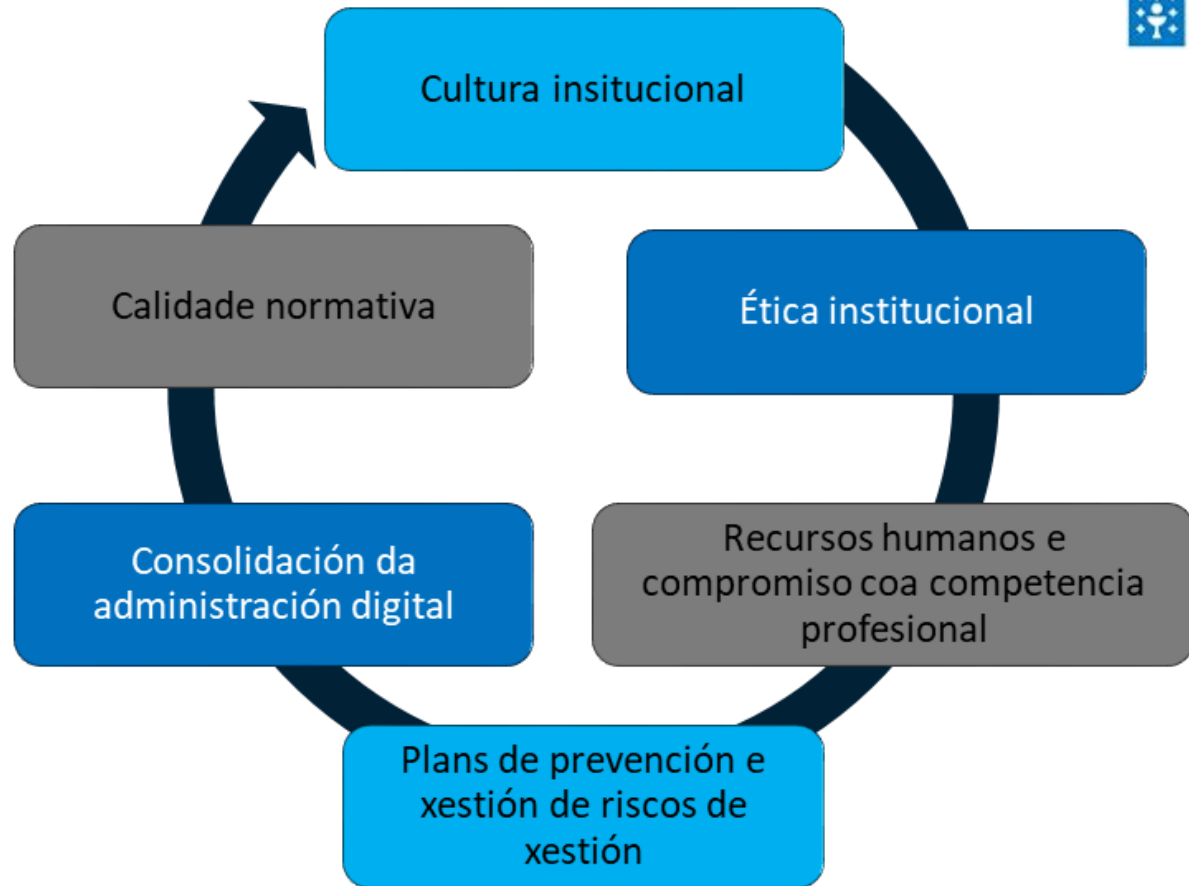 Cultura insitucional
Ética institucional
Recursos humanos e
compromiso coa competencia
profesional
Plans de prevención e
xestión de riscos de
xestión
Consolidación da
administración digital
Calidade normativa